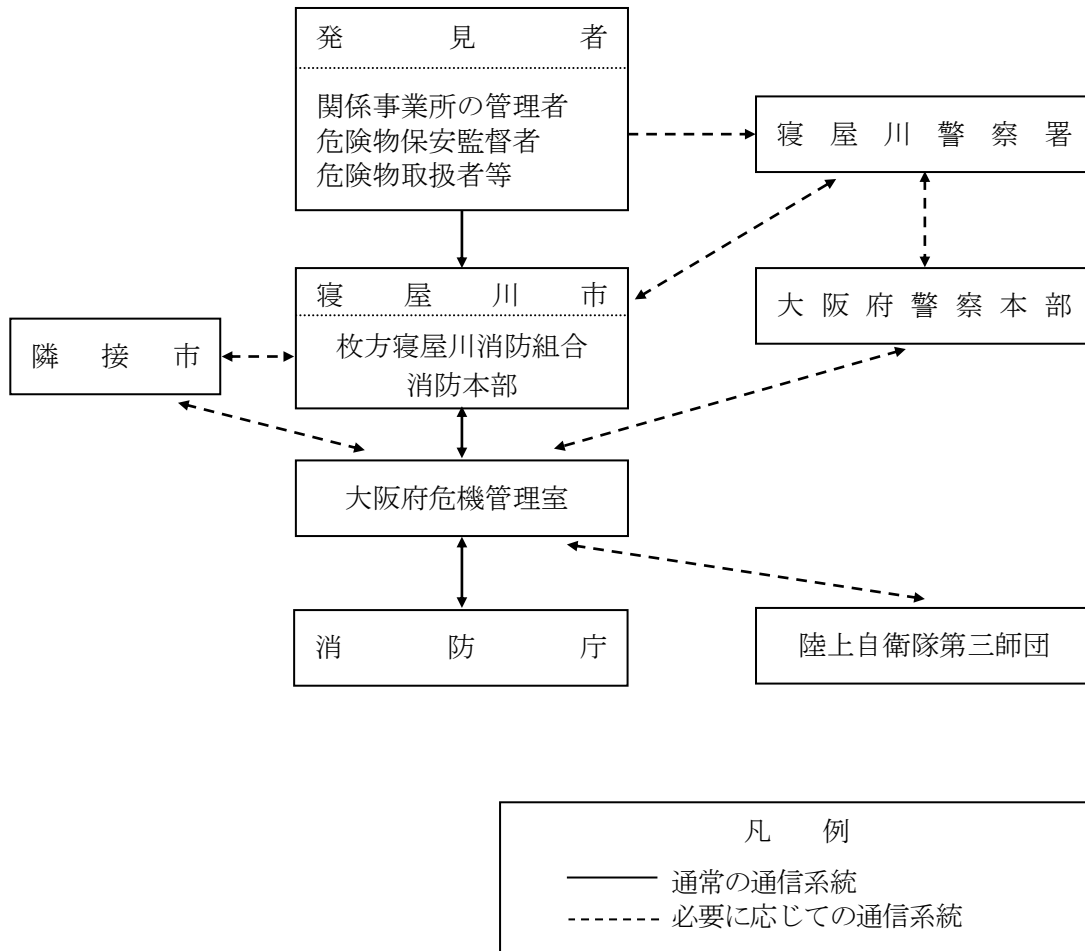 発見者
関係事業所の管理者
危険物保安監督者
危険物取扱者等
寝屋川警察署
寝屋川市
枚方寝屋川消防組合
消防本部
大阪府警察本部
隣接市
大阪府危機管理室
消防庁
陸上自衛隊第三師団
凡例
通常の通信系統
必要に応じての通信系統